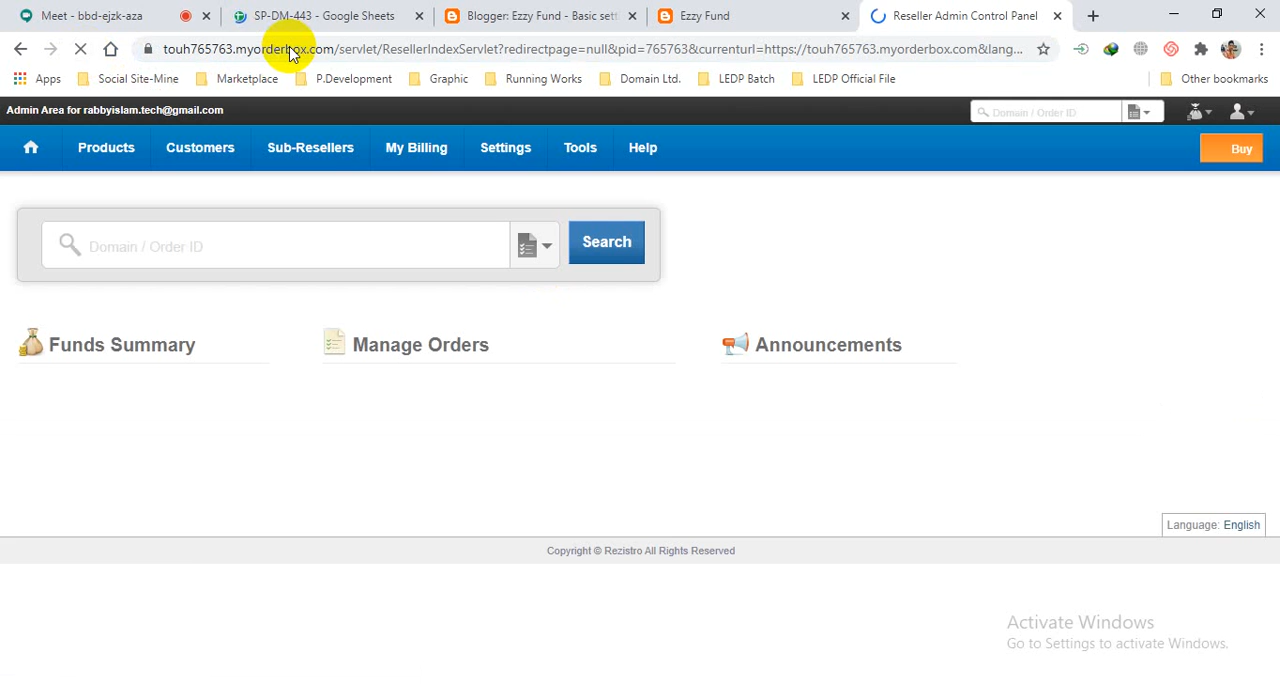 Meet - bbd-ejzk-aza
SP-DM-443 - Google Sheets
Blogger: Ezzy Fund - Basic sett
Ezzy Fund
Reseller Admin Control Panel
touh765763.myorderbox.com/servlet/ResellerIndexServlet?redirectpage=null&pid=765763&currenturl=https://touh765763.myorderbox.com&lang...
Apps
Social Site-Mine
Marketplace
P.Development
Graphic
Running Works
Domain Ltd.
LEDP Batch
LEDP Official File
Other bookmarks
Admin Area for rabbyislam.tech@gmail.com
Domain / Order ID
Products
Customers
Sub-Resellers
My Billing
Settings
Tools
Help
Buy
Domain / Order ID
Search
Funds Summary
Manage Orders
Announcements
Language: English
Copyright © Rezistro All Rights Reserved
Activate Windows
Go to Settings to activate Windows.